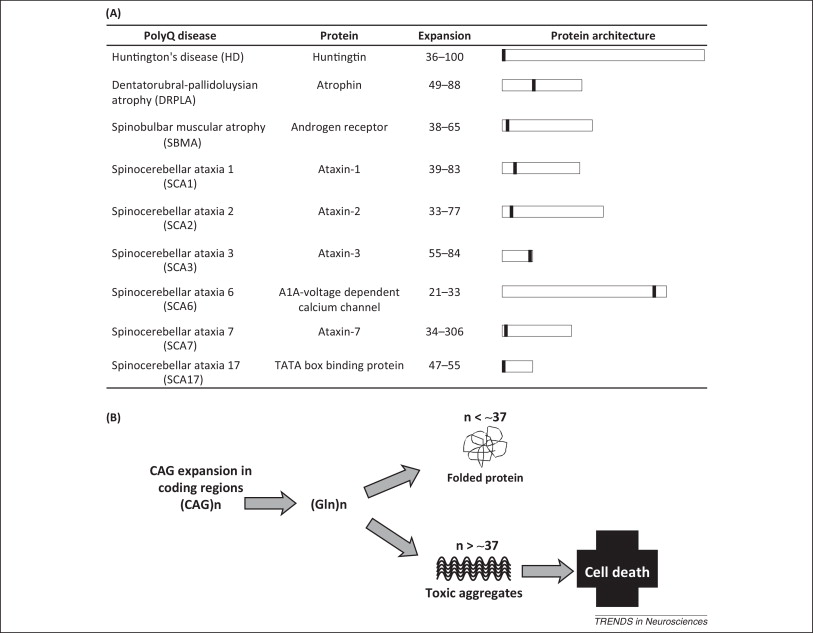 (A)
PolyQ disease Protein Expansion Protein architecture
Huntington's disease (HD) Huntingtin 36–100
Dentatorubral-pallidoluysian Atrophin 49–88
atrophy (DRPLA)
Spinobulbar muscular atrophy Androgen receptor 38–65
(SBMA)
Spinocerebellar ataxia 1 Ataxin-1 39–83
(SCA1)
Spinocerebellar ataxia 2 Ataxin-2 33–77
(SCA2)
Spinocerebellar ataxia 3 Ataxin-3 55–84
(SCA3)
Spinocerebellar ataxia 6 A1A-voltage dependent 21–33
(SCA6) calcium channel
Spinocerebellar ataxia 7 Ataxin-7 34–306
(SCA7)
Spinocerebellar ataxia 17 TATA box binding protein 47–55
(SCA17)
(B)
n < ~37
Folded protein
CAG expansion in
coding regions
(CAG)n (Gln)n
n > ~37
Toxic aggregates
Cell death
TRENDS in Neurosciences